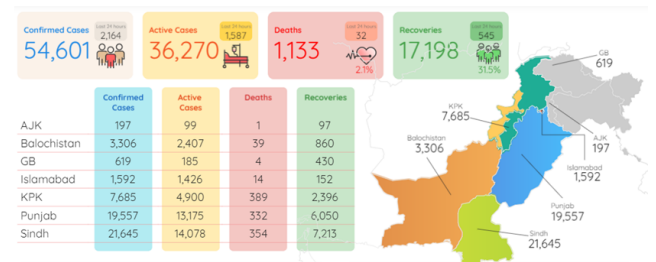 Confirmed Cases
Last 24 hours
2,164
54,601
Active Cases
Last 24 hours
1,587
36,270
Deaths
Last 24 hours
32
1,133
2.1%
Recoveries
Last 24 hours
545
17,198
31.5%
Confirmed Cases Active Cases Deaths Recoveries
AJK 197 99 1 97
Balochistan 3,306 2,407 39 860
GB 619 185 4 430
Islamabad 1,592 1,426 14 152
KPK 7,685 4,900 389 2,396
Punjab 19,557 13,175 332 6,050
Sindh 21,645 14,078 354 7,213
GB
619
KPK
7,685
Balochistan
3,306
AJK
197
Islamabad
1,592
Punjab
19,557
Sindh
21,645